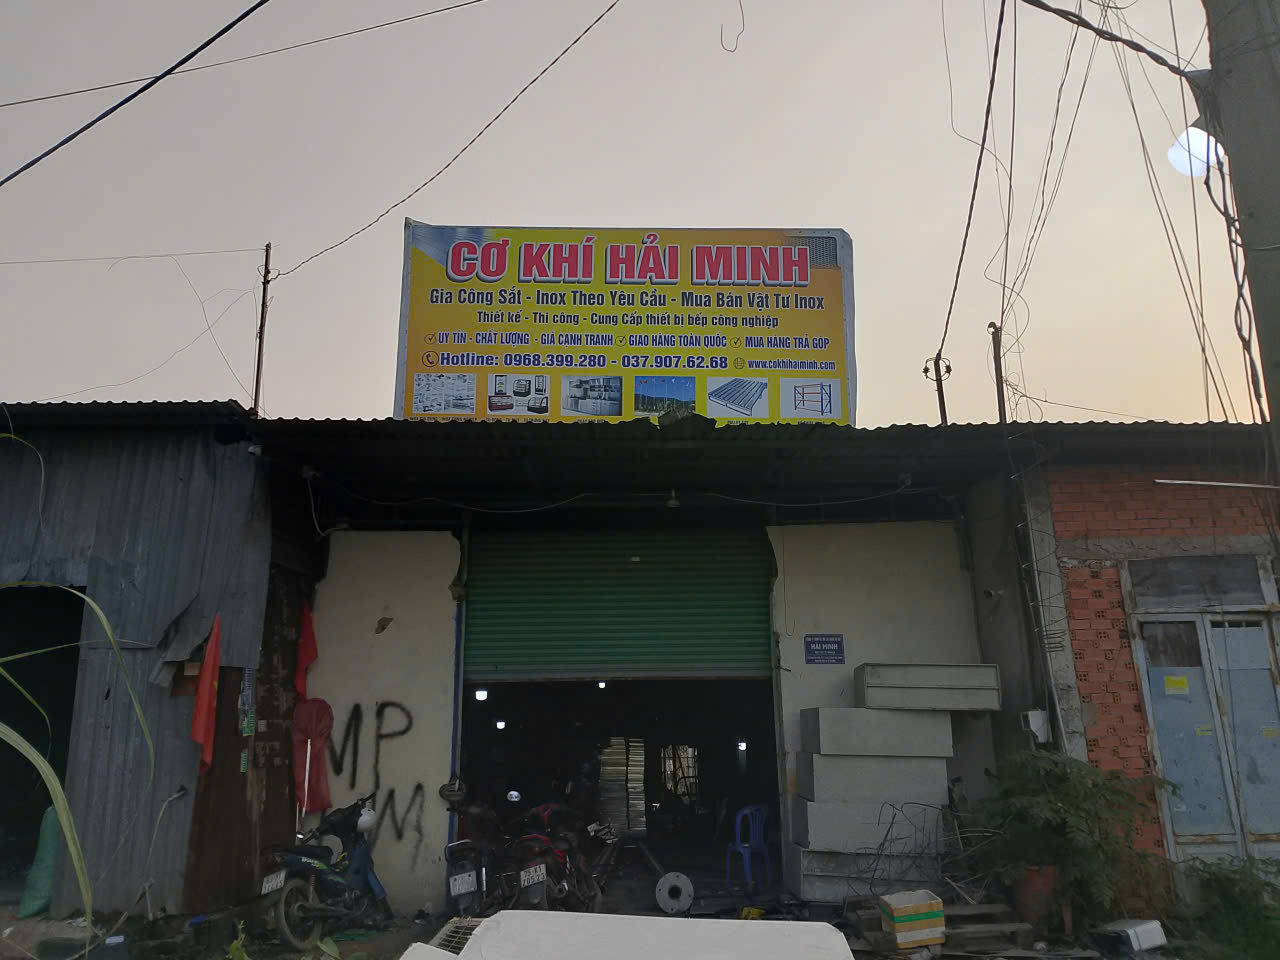 CƠ KHÍ HẢI MINH
Gia Công Sắt - Inox Theo Yêu Cầu - Mua Bán Vật Tư Inox
Thiết kế - Thi công - Cung Cấp thiết bị bếp công nghiệp
UY TÍN - CHẤT LƯỢNG - GIÁ CẠNH TRANH GIAO HÀNG TOÀN QUỐC MUA HÀNG TRẢ GÓP
Hotline: 0968.399.280 - 037.907.62.68 www.cokhihaiminh.com
HẢI MINH
MP
M